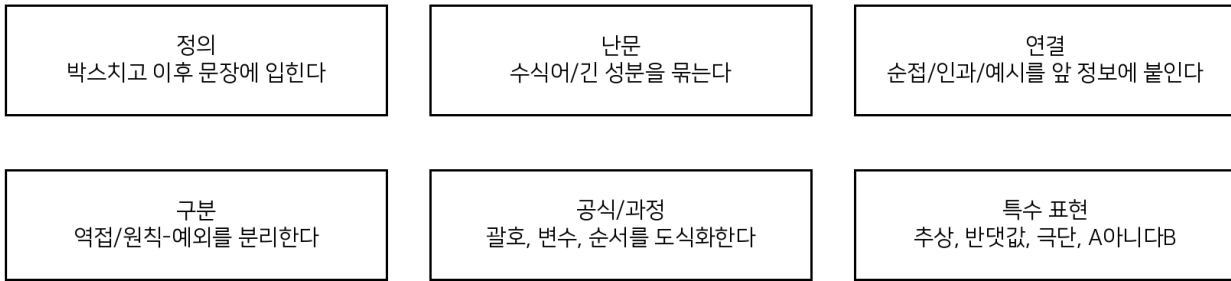 정의
박스치고 이후 문장에 입힌다
난문
수식어/긴 성분을 묶는다
연결
순접/인과/예시를 앞 정보에 붙인다
구분
역접/원칙-예외를 분리한다
공식/과정
괄호, 변수, 순서를 도식화한다
특수 표현
추상, 반댓값, 극단, A아니다B